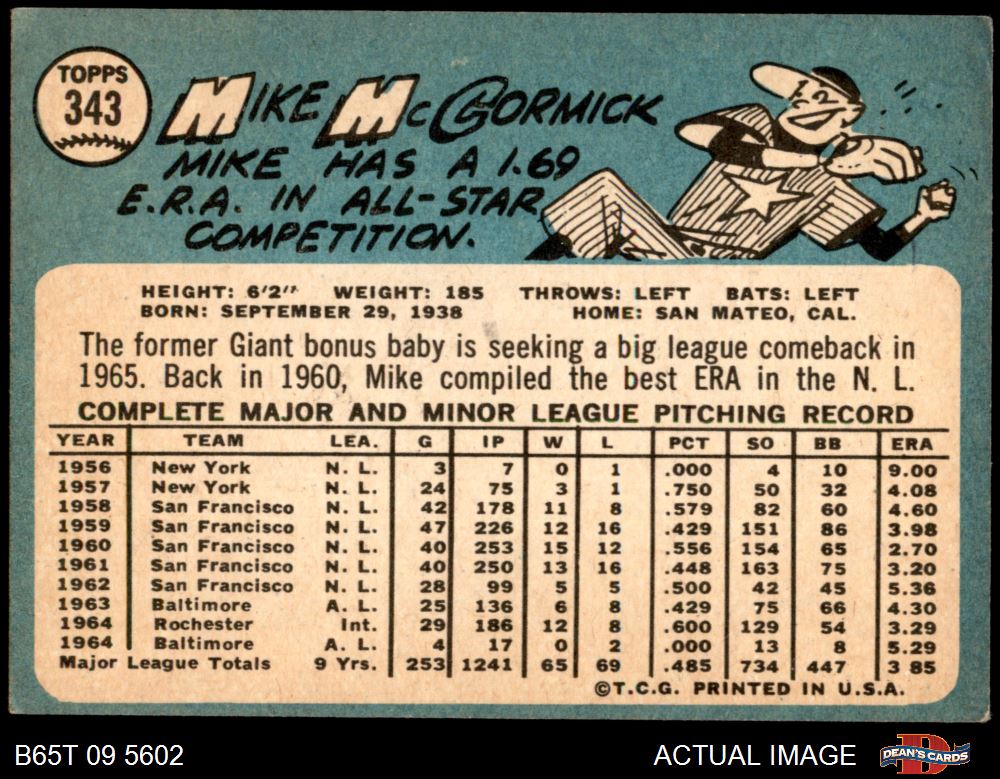 TOPPS
343
MIKE McCORMICK
MIKE HAS A 1.69
E.R.A. IN ALL-STAR
COMPETITION.
HEIGHT: 6'2" WEIGHT: 185 THROWS: LEFT BATS: LEFT
BORN: SEPTEMBER 29, 1938 HOME: SAN MATEO, CAL.
The former Giant bonus baby is seeking a big league comeback in
1965. Back in 1960, Mike compiled the best ERA in the N. L.
COMPLETE MAJOR AND MINOR LEAGUE PITCHING RECORD
YEAR TEAM LEA. G IP W L PCT SO BB ERA
1956 New York N. L. 3 7 0 1 .000 4 10 9.00
1957 New York N. L. 24 75 3 1 .750 50 32 4.08
1958 San Francisco N. L. 42 178 11 8 .579 82 60 4.60
1959 San Francisco N. L. 47 226 12 16 .429 151 86 3.98
1960 San Francisco N. L. 40 253 15 12 .556 154 65 2.70
1961 San Francisco N. L. 40 250 13 16 .448 163 75 3.20
1962 San Francisco N. L. 28 99 5 5 .500 42 45 5.36
1963 Baltimore A. L. 25 136 6 8 .429 75 66 4.30
1964 Rochester Int. 29 186 12 8 .600 129 54 3.29
1964 Baltimore A. L. 4 17 0 2 .000 13 8 5.29
Major League Totals 9 Yrs. 253 1241 65 69 .485 734 447 3 85
©T.C.G. PRINTED IN U.S.A.
B65T 09 5602 ACTUAL IMAGE DEAN'S CARDS